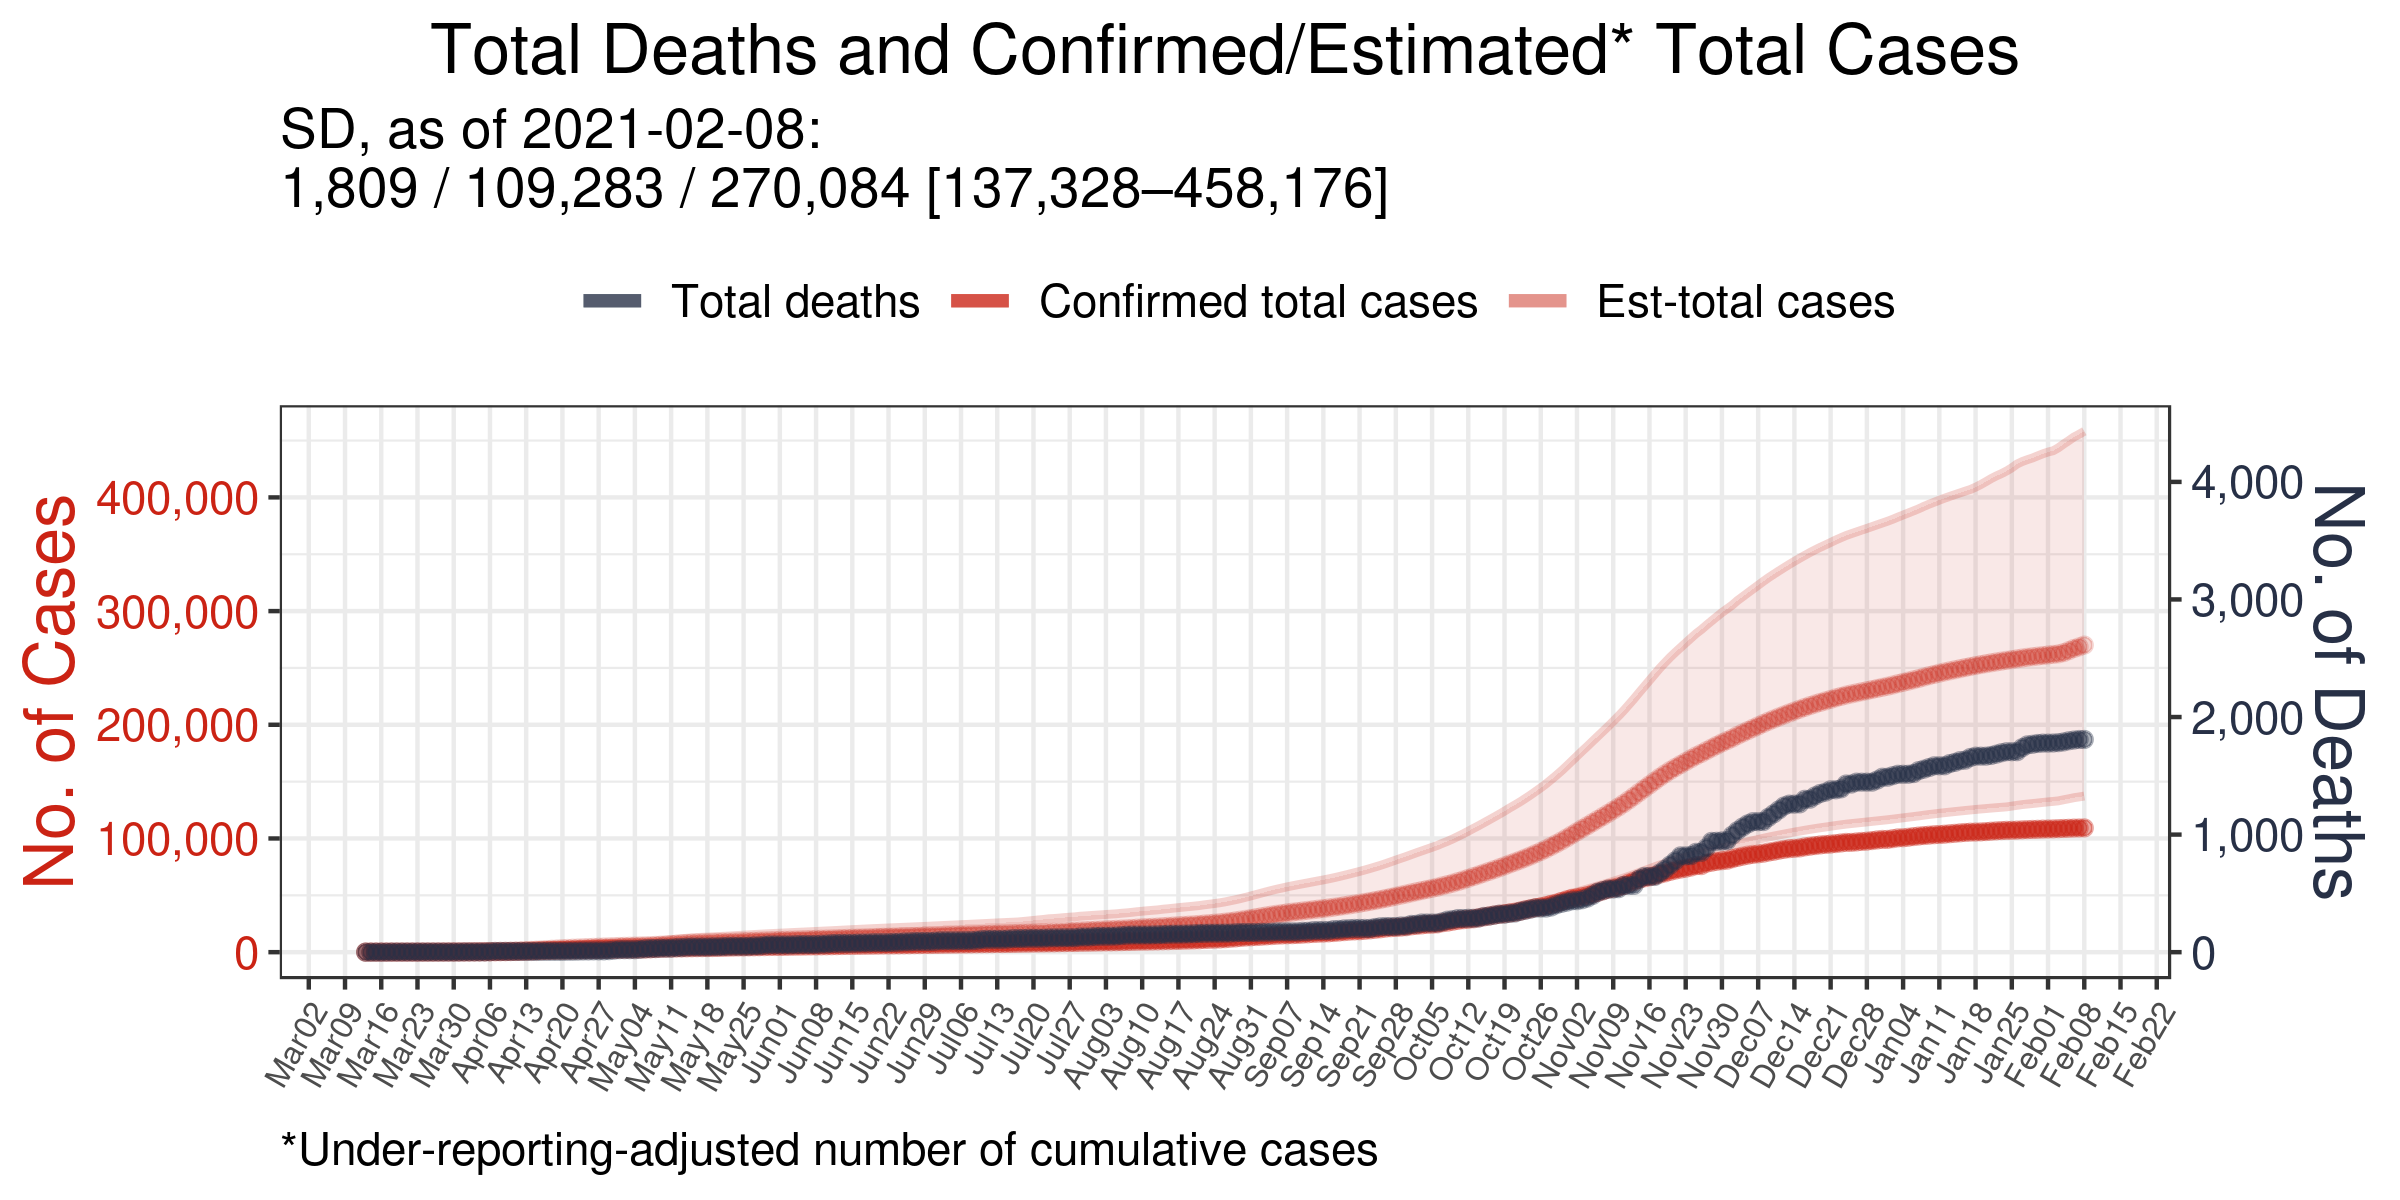 Total Deaths and Confirmed/Estimated* Total Cases
SD, as of 2021-02-08:
1,809 / 109,283 / 270,084 [137,328–458,176]
Total deaths
Confirmed total cases
Est-total cases
No. of Cases
400,000
300,000
200,000
100,000
0
4,000
3,000
2,000
1,000
0
No. of Deaths
Mar02
Mar09
Mar16
Mar23
Mar30
Apr06
Apr13
Apr20
Apr27
May04
May11
May18
May25
Jun01
Jun08
Jun15
Jun22
Jun29
Jul06
Jul13
Jul20
Jul27
Aug03
Aug10
Aug17
Aug24
Aug31
Sep07
Sep14
Sep21
Sep28
Oct05
Oct12
Oct19
Oct26
Nov02
Nov09
Nov16
Nov23
Nov30
Dec07
Dec14
Dec21
Dec28
Jan04
Jan11
Jan18
Jan25
Feb01
Feb08
Feb15
Feb22
*Under-reporting-adjusted number of cumulative cases